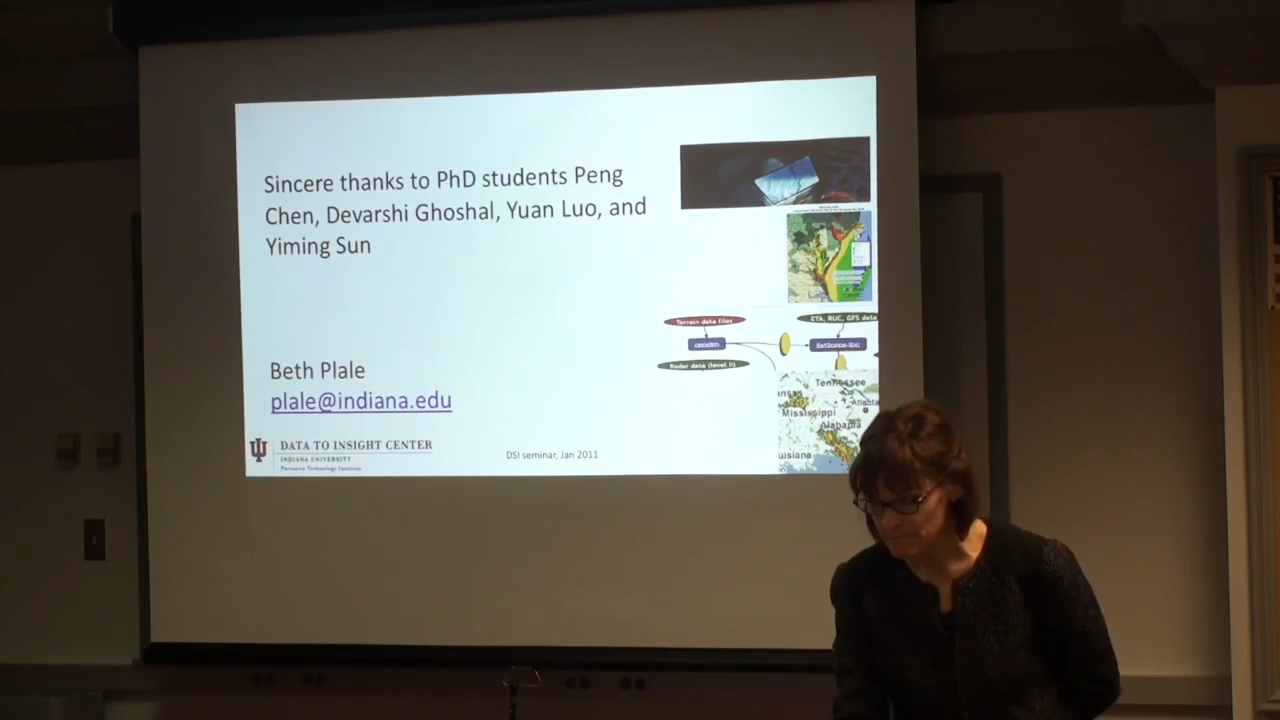 Sincere thanks to PhD students Peng
Chen, Devarshi Ghoshal, Yuan Luo, and
Yiming Sun
Terrain data files
ETA, RUC, GFS data
Radar data (level II)
Tennessee
Atlanta
Mississippi
Alabama
uisiana
Beth Plale
plale@indiana.edu
DATA TO INSIGHT CENTER
INDIANA UNIVERSITY
Pervasive Technology Institute
DSI seminar, Jan 2011